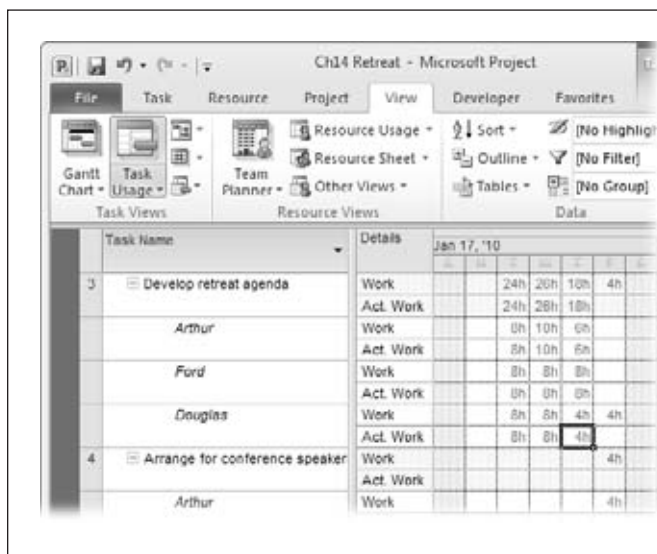 Ch14 Retreat - Microsoft Project
File Task Resource Project View Developer Favorites
Gantt Chart Task Usage Team Planner Resource Usage Sort [No Highlight
Resource Sheet Outline [No Filter]
Other Views Tables [No Group]
Task Views Resource Views Data
Task Name Details Jan 17, '10
3 Develop retreat agenda Work 24h 26h 18h 4h
Act. Work 24h 26h 18h
Arthur Work 8h 10h 6h
Act. Work 8h 10h 6h
Ford Work 8h 8h 8h
Act. Work 8h 8h 8h
Douglas Work 8h 8h 4h 4h
Act. Work 8h 8h 4h
4 Arrange for conference speaker Work 4h
Act. Work
Arthur Work 4h